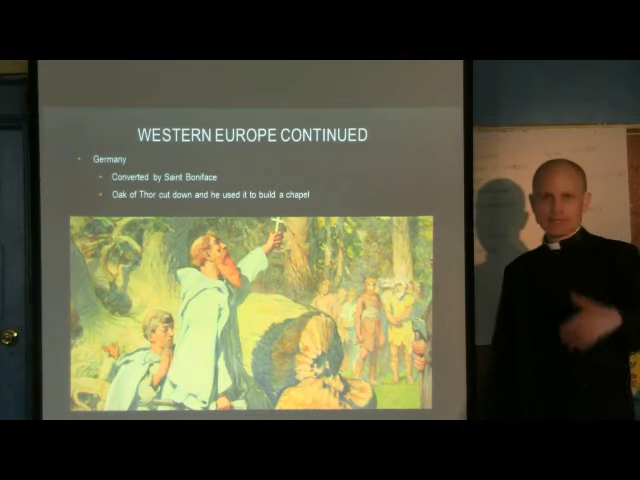 WESTERN EUROPE CONTINUED
Germany
Converted by Saint Boniface
Oak of Thor cut down and he used it to build a chapel